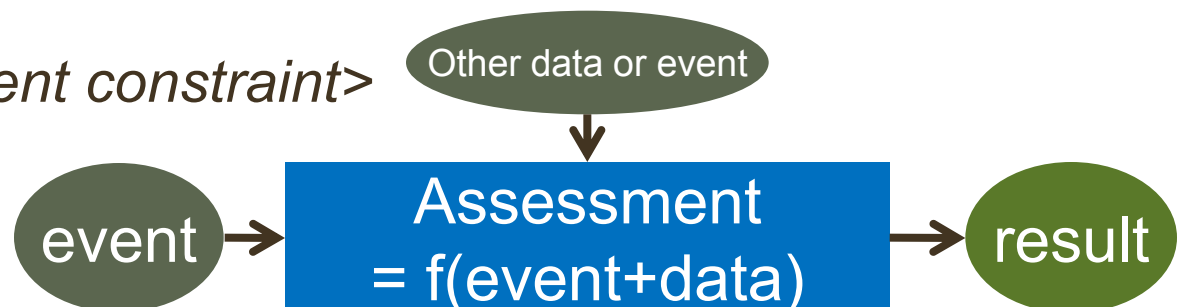 ent constraint>
Other data or event
event
Assessment
= f(event+data)
result